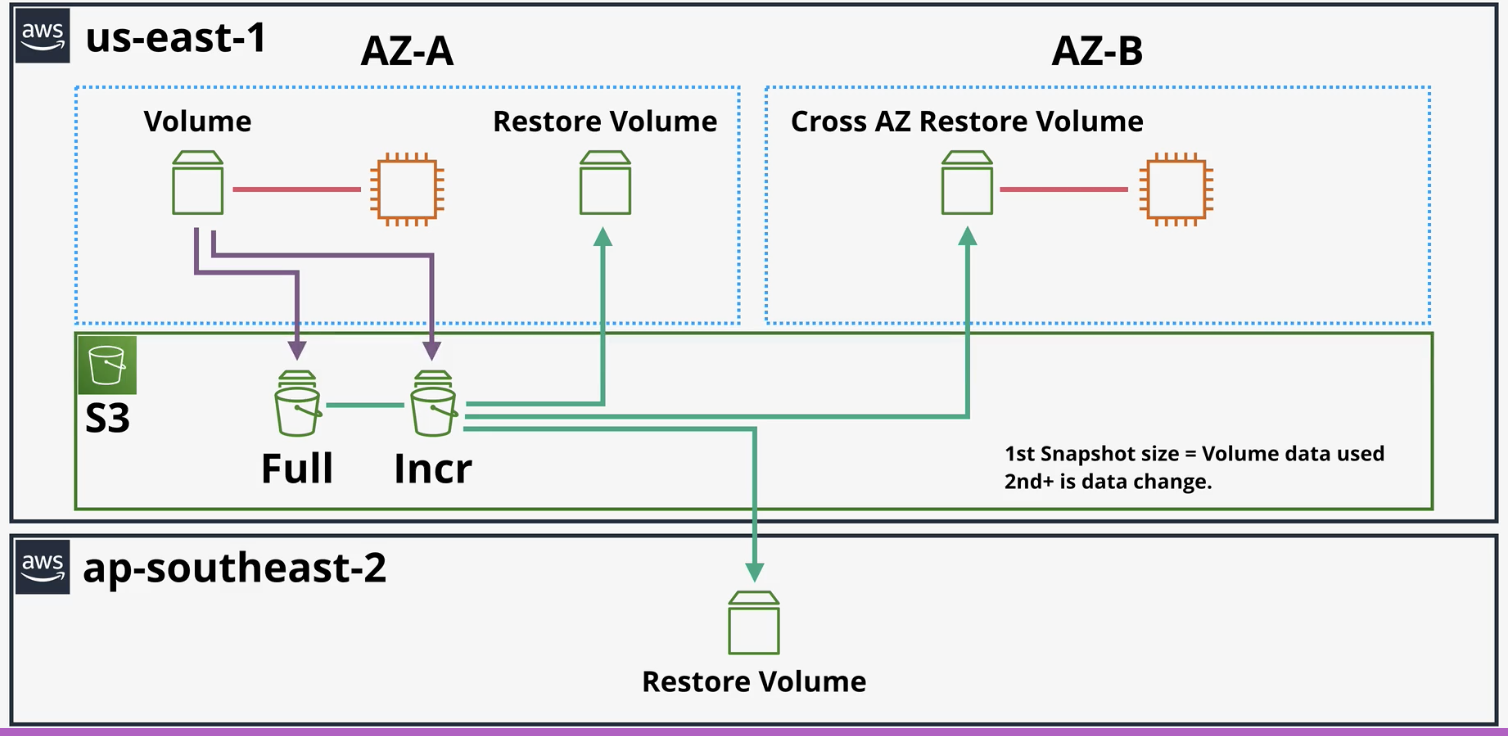 aws
us-east-1
AZ-A
AZ-B
Volume
Restore Volume
Cross AZ Restore Volume
S3
Full
Incr
1st Snapshot size = Volume data used
2nd+ is data change.
aws
ap-southeast-2
Restore Volume